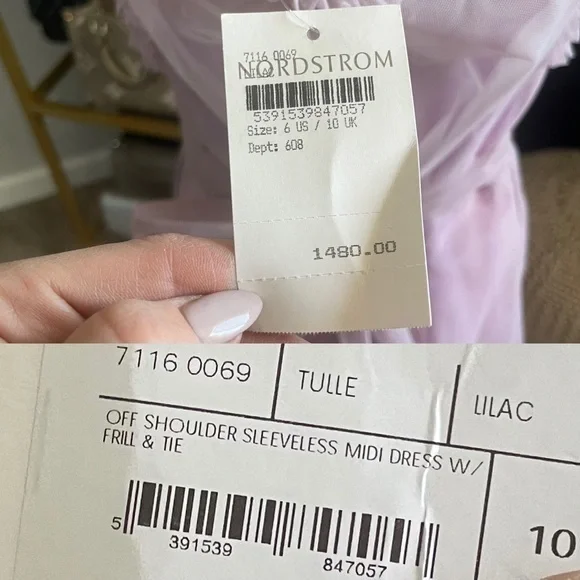 7116 0069
NORDSTROM
LILAC
5391539847057
Size: 6 US / 10 UK
Dept: 608
1480.00
7116 0069
TULLE
LILAC
OFF SHOULDER SLEEVELESS MIDI DRESS W/
FRILL & TIE
10
5 391539 847057